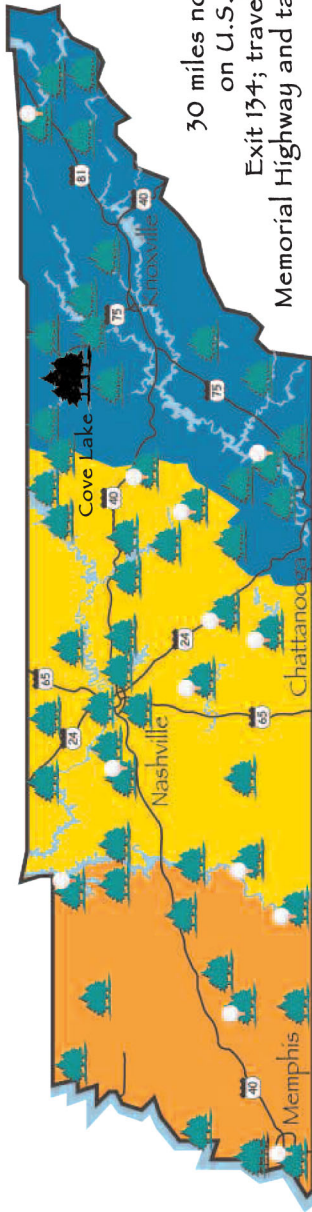 30 miles no
on U.S.
Exit 134; trave
Memorial Highway and ta
Cove Lake
Knoxville
Nashville
Chattanooga
Memphis
81
40
75
75
40
24
65
24
65
40